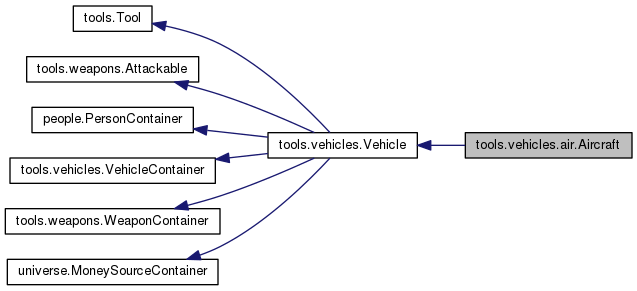 tools.Tool
tools.weapons.Attackable
people.PersonContainer
tools.vehicles.Vehicle
tools.vehicles.air.Aircraft
tools.vehicles.VehicleContainer
tools.weapons.WeaponContainer
universe.MoneySourceContainer